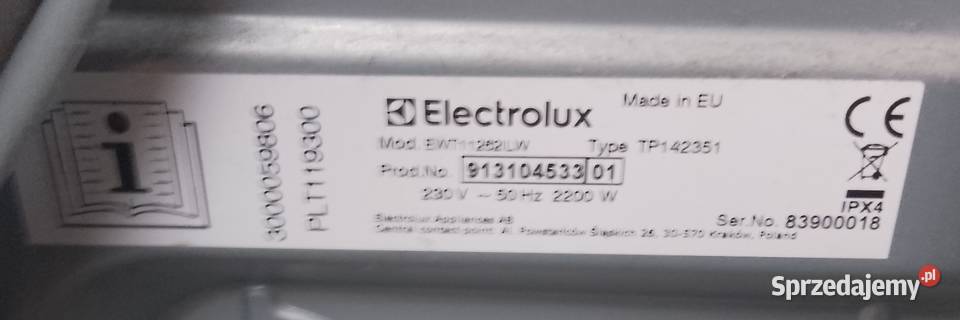 3000059806
PLT119300
Electrolux
Made in EU
Mod. EWT11262ILW Type TP142351
Prod.No. 913104533 01
230 V ~ 50 Hz 2200 W
IPX4
Electrolux Appliances AB
Ser.No. 83900018
Central contact point: Al. Powstańców Śląskich 26, 30-570 Kraków, Poland
Sprzedajemy.pl